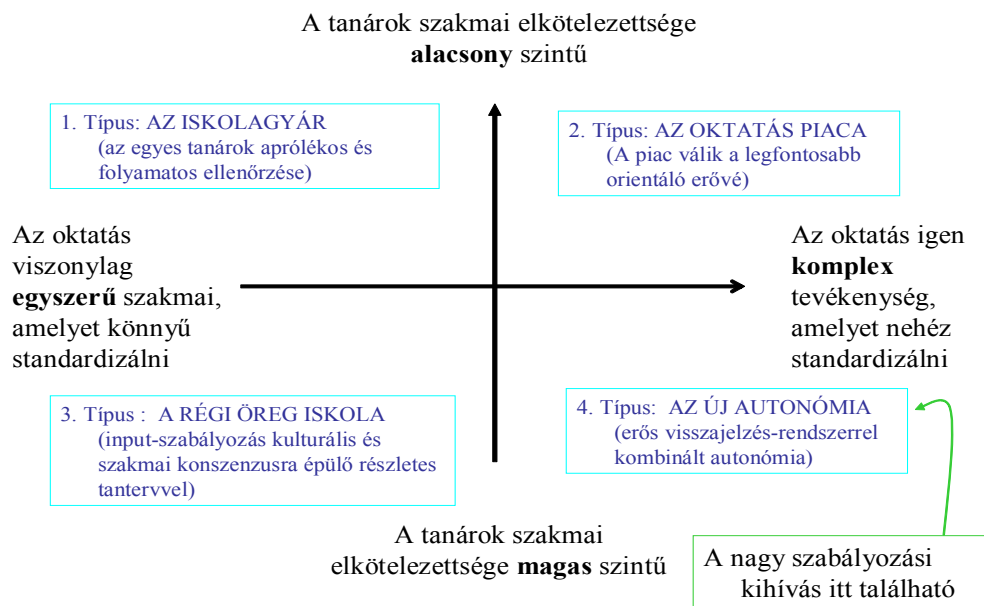 A tanárok szakmai elkötelezettsége
alacsony szintű
1. Típus: AZ ISKOLAGYÁR
(az egyes tanárok aprólékos és
folyamatos ellenőrzése)
2. Típus: AZ OKTATÁS PIACA
(A piac válik a legfontosabb
orientáló erővé)
Az oktatás
viszonylag
egyszerű szakmai,
amelyet könnyű
standardizálni
Az oktatás igen
komplex
tevékenység,
amelyet nehéz
standardizálni
3. Típus : A RÉGI ÖREG ISKOLA
(input-szabályozás kulturális és
szakmai konszenzusra épülő részletes
tantervvel)
4. Típus: AZ ÚJ AUTONÓMIA
(erős visszajelzés-rendszerrel
kombinált autonómia)
A tanárok szakmai
elkötelezettsége magas szintű
A nagy szabályozási
kihívás itt található